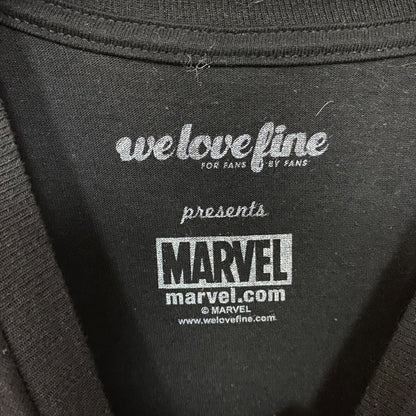 welovefine
FOR FANS BY FANS
presents
MARVEL
marvel.com
© MARVEL
www.welovefine.com